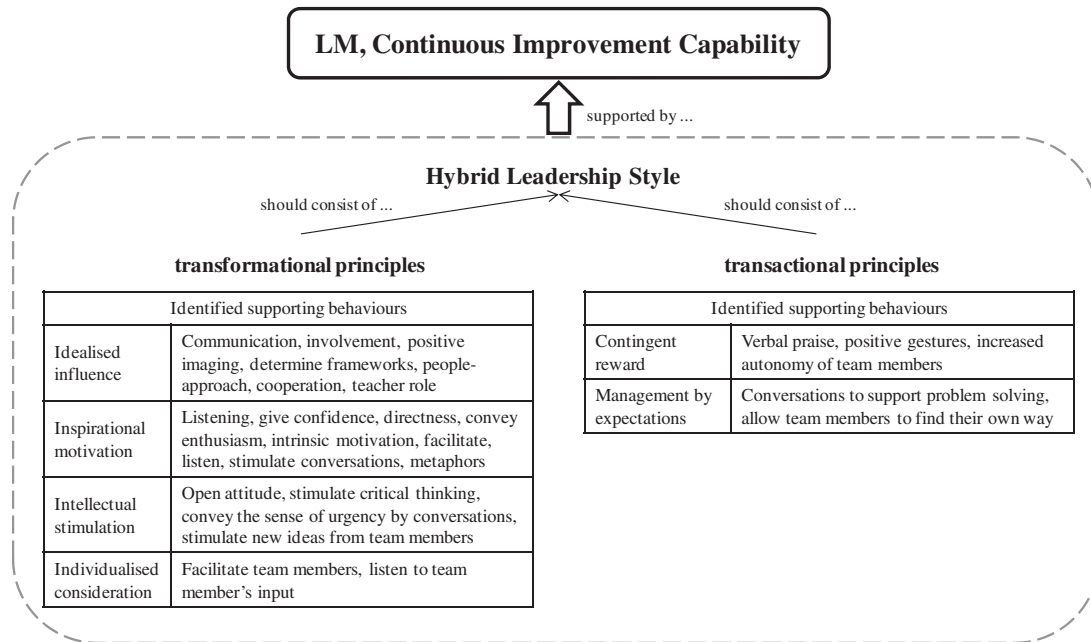 LM, Continuous Improvement Capability
supported by ...
Hybrid Leadership Style
should consist of ...
should consist of ...
transformational principles
Identified supporting behaviours
Idealised
influence
Communication, involvement, positive
imaging, determine frameworks, people-
approach, cooperation, teacher role
Inspirational
motivation
Listening, give confidence, directness, convey
enthusiasm, intrinsic motivation, facilitate,
listen, stimulate conversations, metaphors
Intellectual
stimulation
Open attitude, stimulate critical thinking,
convey the sense of urgency by conversations,
stimulate new ideas from team members
Individualised
consideration
Facilitate team members, listen to team
member's input
transactional principles
Identified supporting behaviours
Contingent
reward
Verbal praise, positive gestures, increased
autonomy of team members
Management by
expectations
Conversations to support problem solving,
allow team members to find their own way